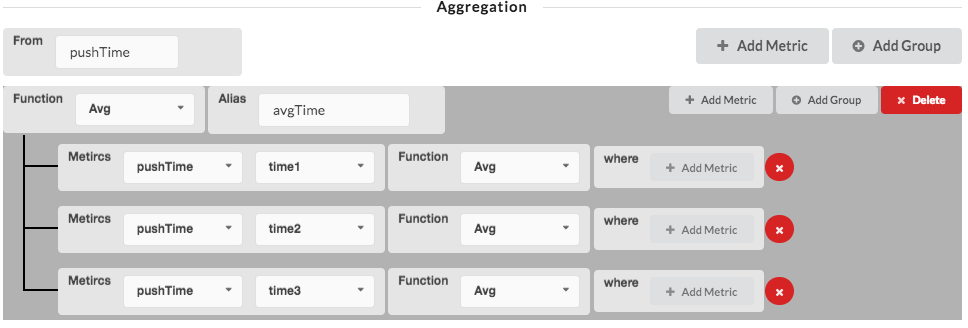 Aggregation
From pushTime + Add Metric Add Group
Function Avg Alias avgTime + Add Metric Add Group × Delete
Metircs pushTime time1 Function Avg where + Add Metric ×
Metircs pushTime time2 Function Avg where + Add Metric ×
Metircs pushTime time3 Function Avg where + Add Metric ×